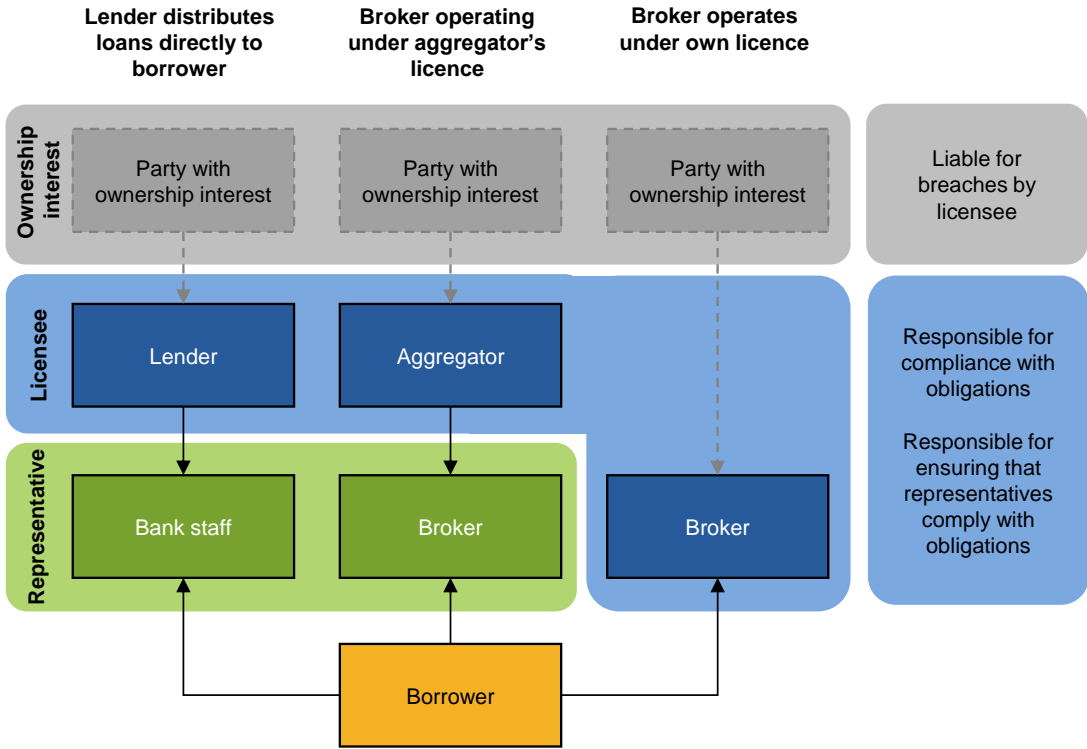 Lender distributes
loans directly to
borrower
Broker operating
under aggregator's
licence
Broker operates
under own licence
Ownership
interest
Party with
ownership interest
Party with
ownership interest
Party with
ownership interest
Liable for
breaches by
licensee
Licensee
Lender
Aggregator
Responsible for
compliance with
obligations
Responsible for
ensuring that
representatives
comply with
obligations
Representative
Bank staff
Broker
Broker
Borrower